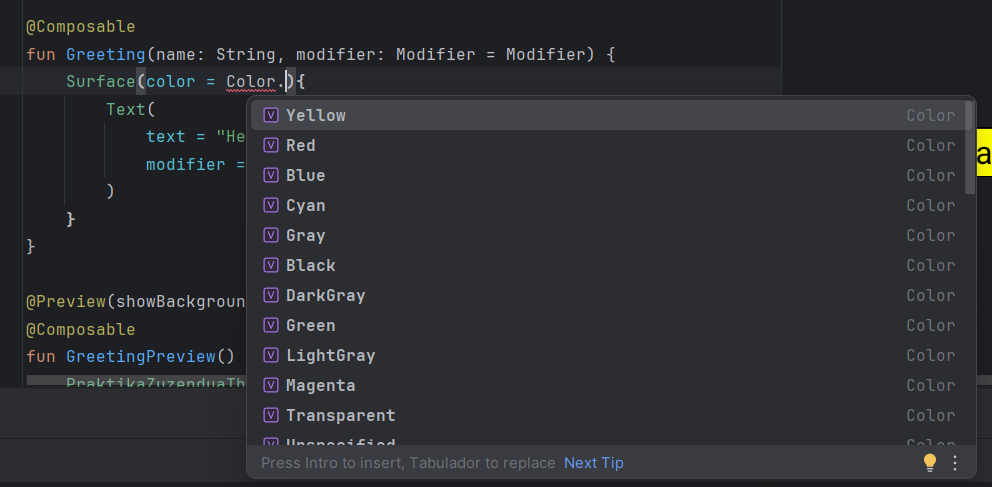 @Composable
fun Greeting(name: String, modifier: Modifier = Modifier) {
Surface(color = Color.){
Text(
text = "He
modifier =
)
}
}
@Preview(showBackgroun
@Composable
fun GreetingPreview()
PraktikaZuzenduaTh
Yellow Color
Red Color
Blue Color
Cyan Color
Gray Color
Black Color
DarkGray Color
Green Color
LightGray Color
Magenta Color
Transparent Color
Unspecified Color
Press Intro to insert, Tabulador to replace Next Tip
a